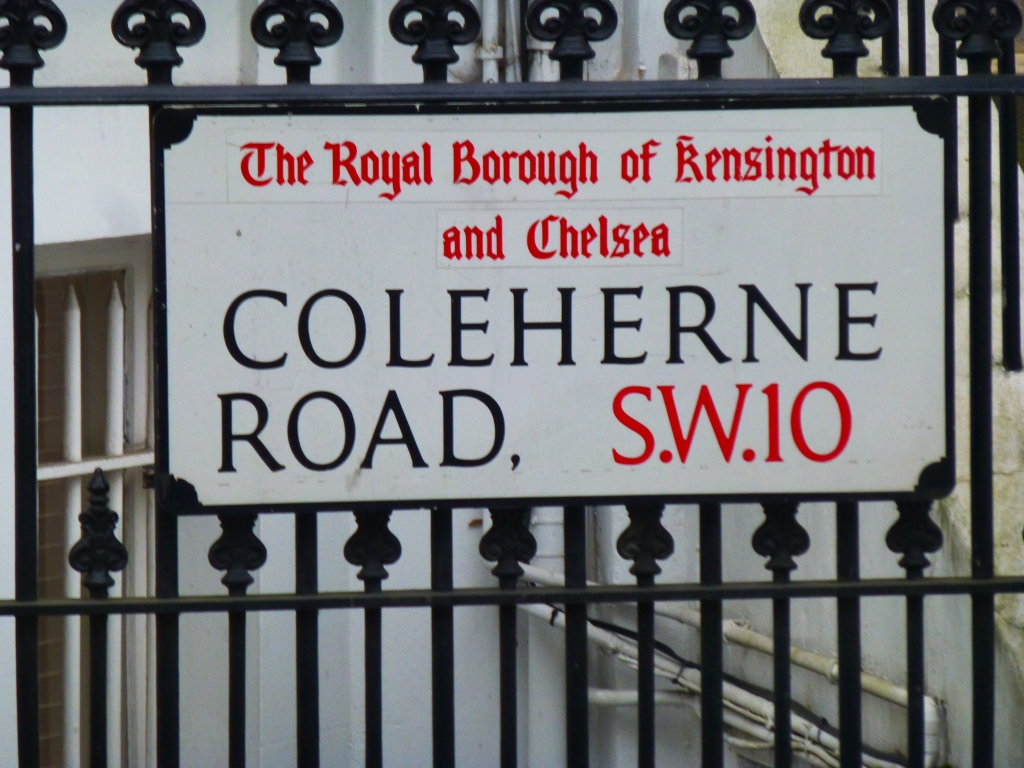 The Royal Borough of Kensington
and Chelsea
COLEHERNE
ROAD, S.W.10